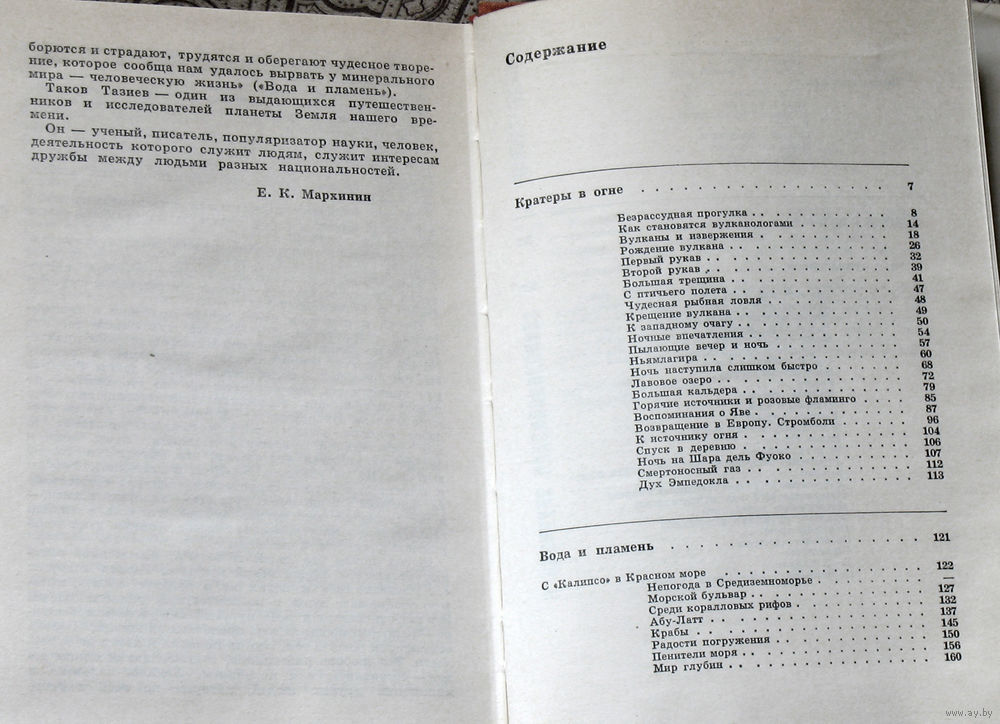 борются и страдают, трудятся и оберегают чудесное творе-
ние, которое сообща нам удалось вырвать у минерального
мира — человеческую жизнь» («Вода и пламень»).
Таков Тазиев — один из выдающихся путешествен-
ников и исследователей планеты Земля нашего вре-
мени.
Он — ученый, писатель, популяризатор науки, человек,
деятельность которого служит людям, служит интересам
дружбы между людьми разных национальностей.
Е. К. Мархинин
Содержание
Кратеры в огне . . . . . . . . . . . . 7
Безрассудная прогулка . . . . . . . . . . 8
Как становятся вулканологами . . . . . . . 14
Вулканы и извержения . . . . . . . . . . 18
Рождение вулкана . . . . . . . . . . . 26
Первый рукав . . . . . . . . . . . . 32
Второй рукав . . . . . . . . . . . . 39
Большая трещина . . . . . . . . . . . 41
С птичьего полета . . . . . . . . . . . 47
Чудесная рыбная ловля . . . . . . . . . 48
Крещение вулкана . . . . . . . . . . . 49
К западному очагу . . . . . . . . . . . 50
Ночные впечатления . . . . . . . . . . 54
Пылающие вечер и ночь . . . . . . . . . 57
Ньямлагира . . . . . . . . . . . . . 60
Ночь наступила слишком быстро . . . . . . 68
Лавовое озеро . . . . . . . . . . . . 72
Большая кальдера . . . . . . . . . . . 79
Горячие источники и розовые фламинго . . . . 85
Воспоминания о Яве . . . . . . . . . . 87
Возвращение в Европу. Стромболи . . . . . . 96
К источнику огня . . . . . . . . . . . 104
Спуск в деревню . . . . . . . . . . . 106
Ночь на Шара дель Фуоко . . . . . . . . 107
Смертоносный газ . . . . . . . . . . . 112
Дух Эмпедокла . . . . . . . . . . . . 113
Вода и пламень . . . . . . . . . . . 121
С «Калипсо» в Красном море . . . . . . . . . 122
Непогода в Средиземноморье . . . . . . . —
Морской бульвар . . . . . . . . . . . 127
Среди коралловых рифов . . . . . . . . . 132
Абу-Латт . . . . . . . . . . . . . . 137
Крабы . . . . . . . . . . . . . . . 145
Радости погружения . . . . . . . . . . 150
Пенители моря . . . . . . . . . . . . 156
Мир глубин . . . . . . . . . . . . . 160
www.ay.by